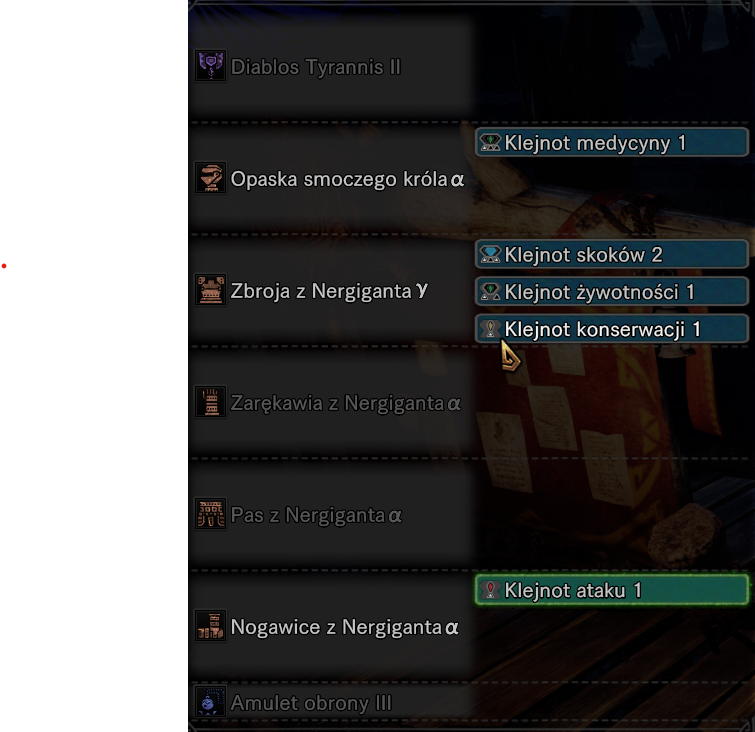 Diablos Tyrannis II
Klejnot medycyny 1
Opaska smoczego króla α
Klejnot skoków 2
Zbroja z Nergiganta γ
Klejnot żywotności 1
Klejnot konserwacji 1
Zarękawia z Nergiganta α
Pas z Nergiganta α
Klejnot ataku 1
Nogawice z Nergiganta α
Amulet obrony III